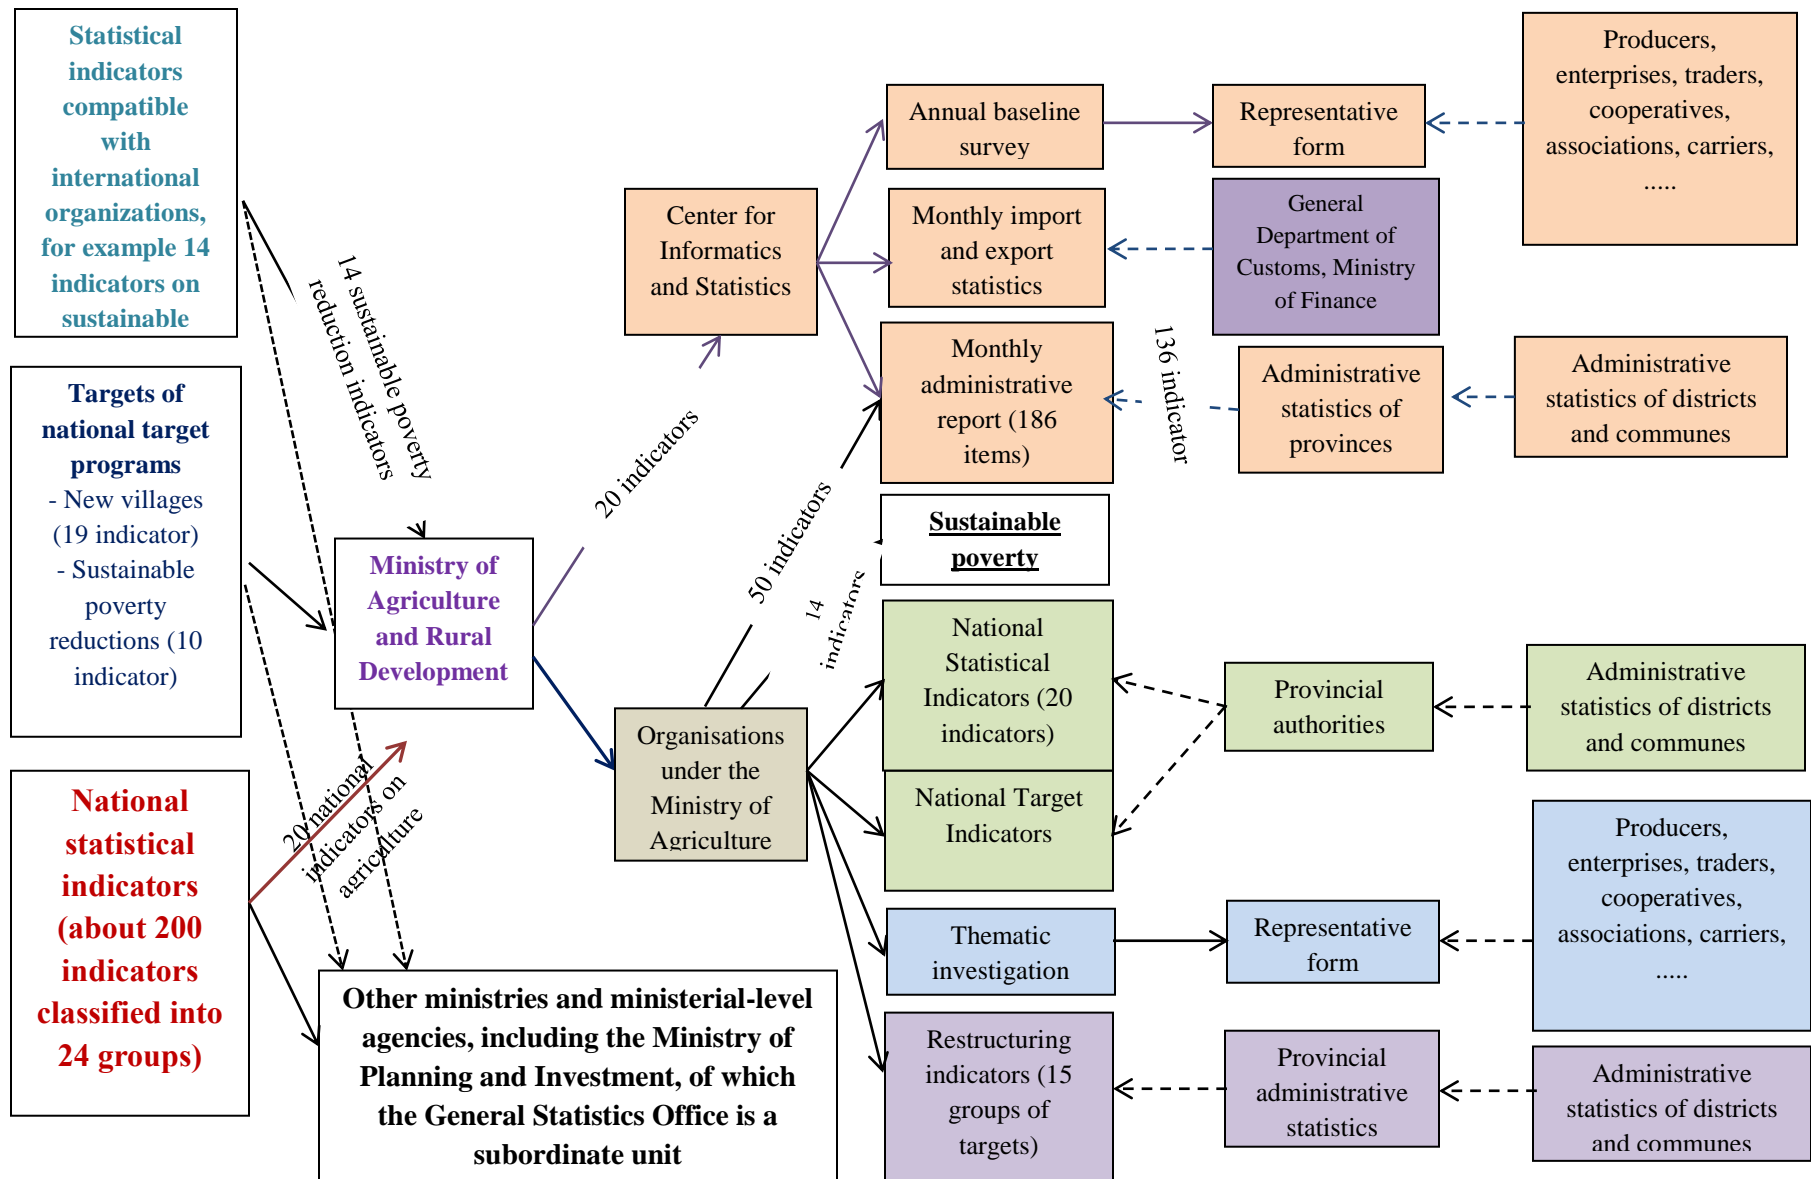 Statistical
indicators
compatible
with
international
organizations,
for example 14
indicators on
sustainable
Targets of
national target
programs
- New villages
(19 indicator)
- Sustainable
poverty
reductions (10
indicator)
National
statistical
indicators
(about 200
indicators
classified into
24 groups)
14 sustainable poverty
reduction indicators
Ministry of
Agriculture
and Rural
Development
20 national
indicators on
agriculture
Other ministries and ministerial-level
agencies, including the Ministry of
Planning and Investment, of which
the General Statistics Office is a
subordinate unit
20 indicators
Center for
Informatics
and Statistics
Organisations
under the
Ministry of
Agriculture
50 indicators
14
indicators
Annual baseline
survey
Monthly import
and export
statistics
Monthly
administrative
report (186
items)
Sustainable
poverty
National
Statistical
Indicators (20
indicators)
National Target
Indicators
Thematic
investigation
Restructuring
indicators (15
groups of
targets)
Representative
form
General
Department of
Customs, Ministry
of Finance
136 indicator
Administrative
statistics of
provinces
Provincial
authorities
Representative
form
Provincial
administrative
statistics
Producers,
enterprises, traders,
cooperatives,
associations, carriers,
.....
Administrative
statistics of districts
and communes
Administrative
statistics of districts
and communes
Producers,
enterprises, traders,
cooperatives,
associations, carriers,
.....
Administrative
statistics of districts
and communes